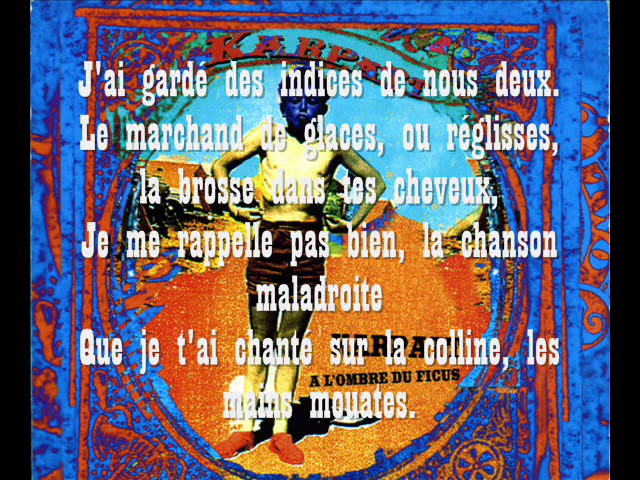 KARPATT
J'ai gardé des indices de nous deux.
Le marchand de glaces, ou réglisses,
la brosse dans tes cheveux,
Je me rappelle pas bien, la chanson
maladroite
Que je t'ai chanté sur la colline, les
KARPATT
A L'OMBRE DU FICUS
mains mouates.